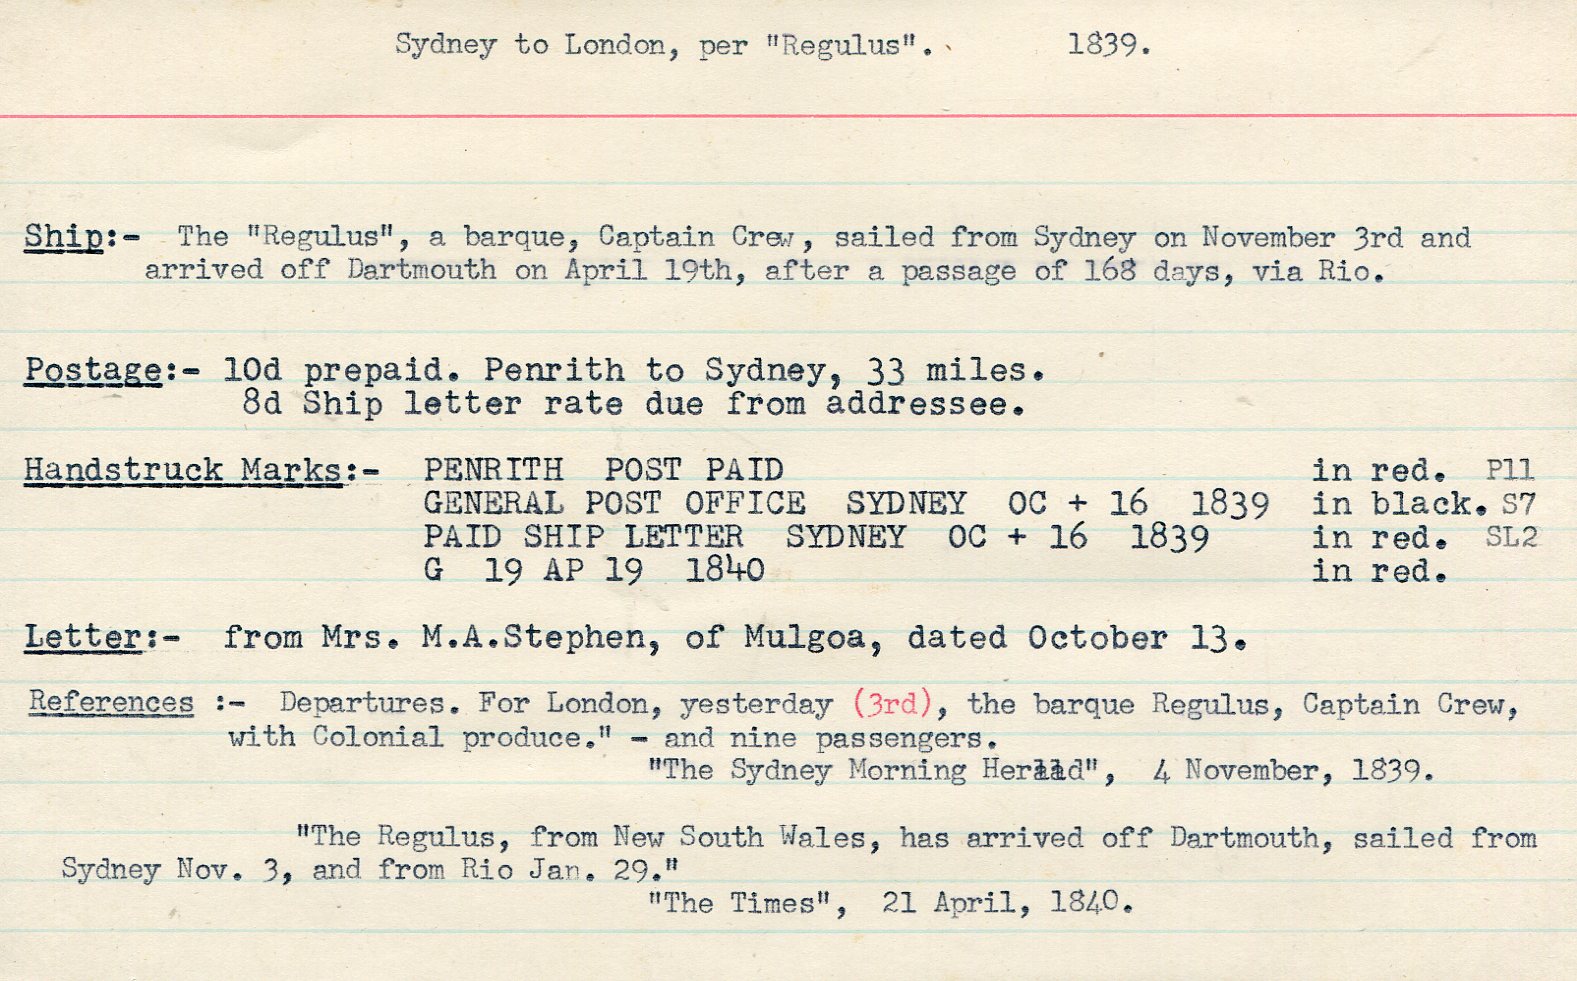 Sydney to London, per "Regulus". 1839.
Ship:- The "Regulus", a barque, Captain Crew, sailed from Sydney on November 3rd and
arrived off Dartmouth on April 19th, after a passage of 168 days, via Rio.
Postage:- 10d prepaid. Penrith to Sydney, 33 miles.
8d Ship letter rate due from addressee.
Handstruck Marks:- PENRITH POST PAID in red. P11
GENERAL POST OFFICE SYDNEY OC + 16 1839 in black. S7
PAID SHIP LETTER SYDNEY OC + 16 1839 in red. SL2
G 19 AP 19 1840 in red.
Letter:- from Mrs. M.A.Stephen, of Mulgoa, dated October 13.
References :- Departures. For London, yesterday (3rd), the barque Regulus, Captain Crew,
with Colonial produce." - and nine passengers.
"The Sydney Morning Herald", 4 November, 1839.
"The Regulus, from New South Wales, has arrived off Dartmouth, sailed from
Sydney Nov. 3, and from Rio Jan. 29."
"The Times", 21 April, 1840.